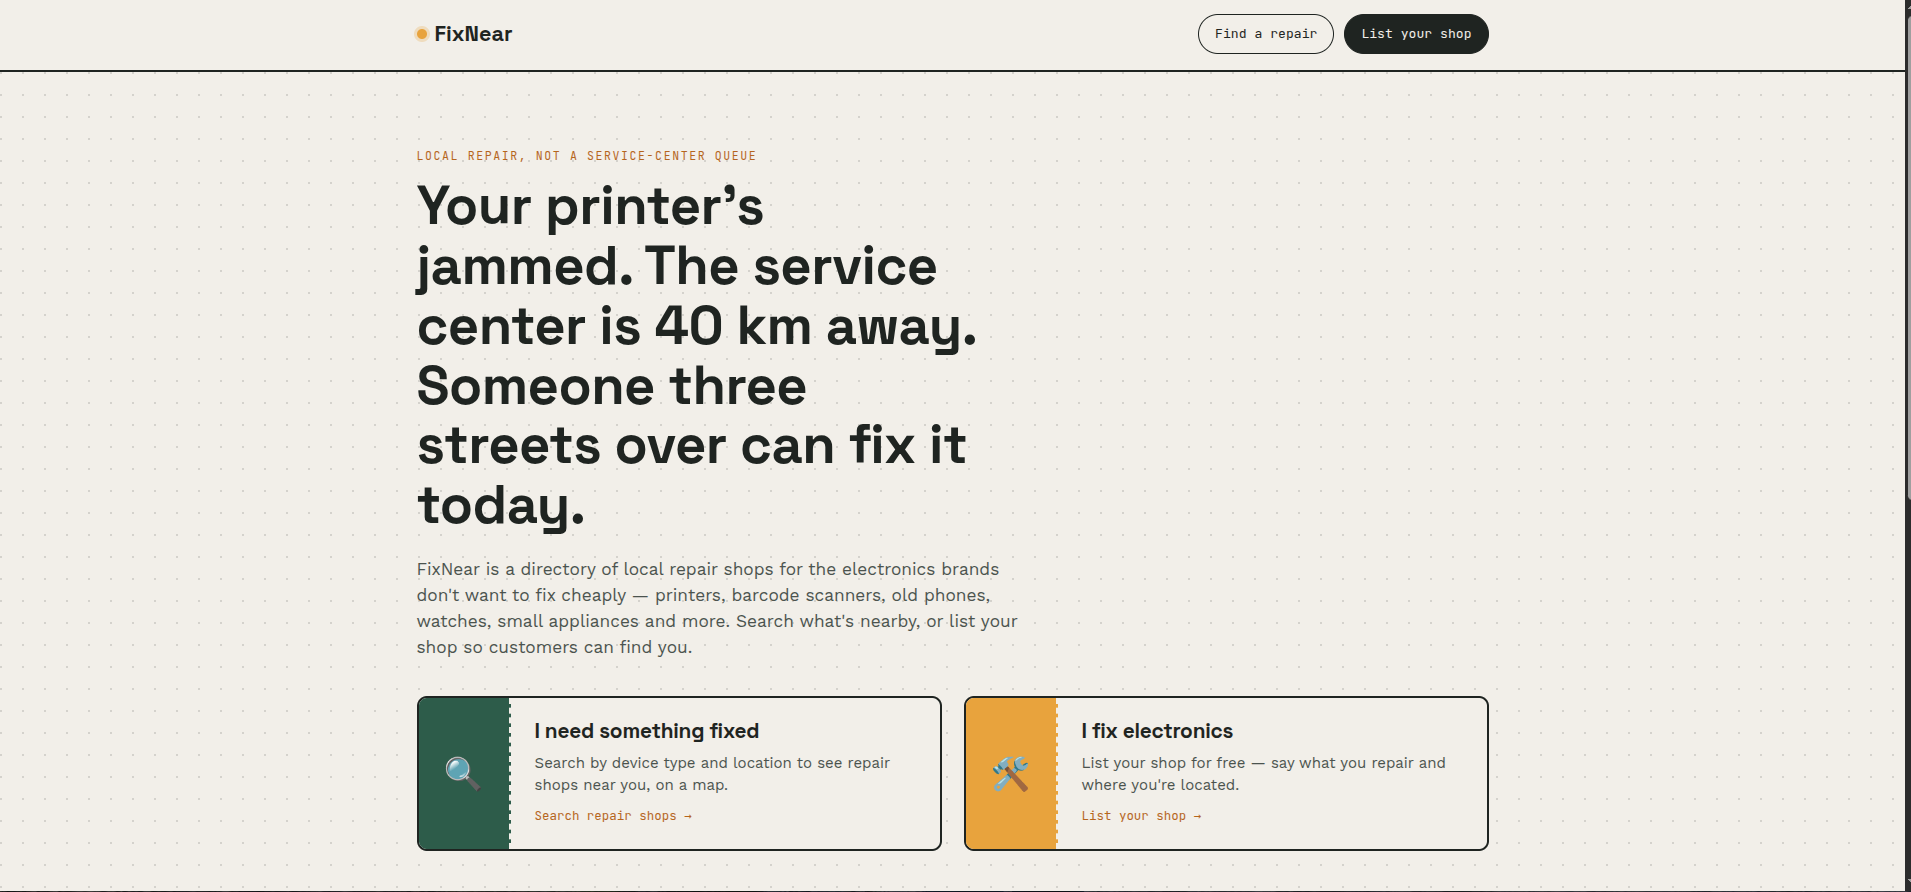 FixNear
Find a repair
List your shop
LOCAL REPAIR, NOT A SERVICE-CENTER QUEUE
Your printer’s
jammed. The service
center is 40 km away.
Someone three
streets over can fix it
today.
FixNear is a directory of local repair shops for the electronics brands
don't want to fix cheaply — printers, barcode scanners, old phones,
watches, small appliances and more. Search what's nearby, or list your
shop so customers can find you.
I need something fixed
Search by device type and location to see repair
shops near you, on a map.
Search repair shops →
I fix electronics
List your shop for free — say what you repair and
where you're located.
List your shop →